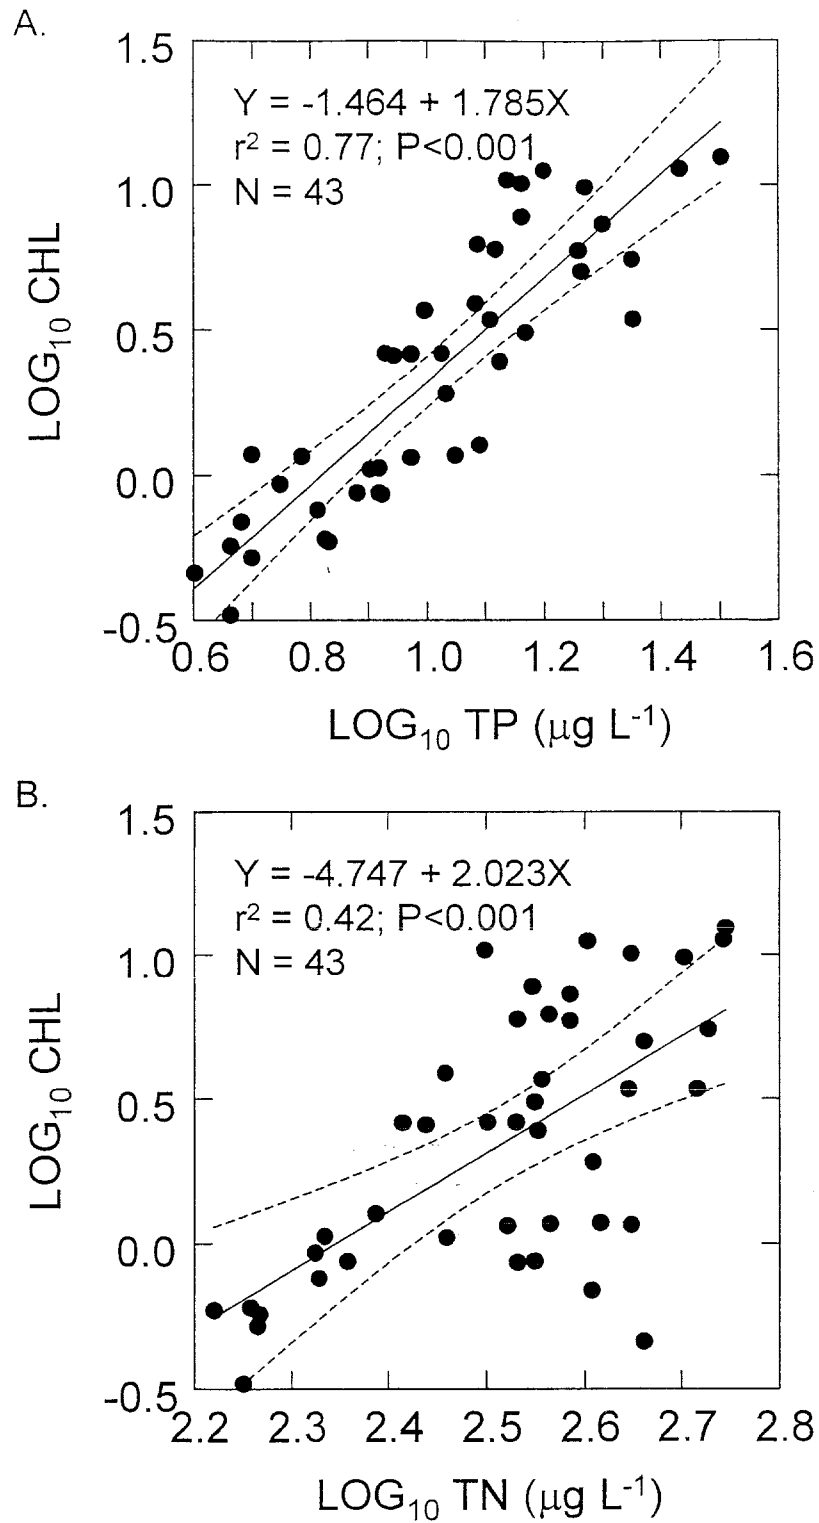 A.
1.5
Y = -1.464 + 1.785X
r² = 0.77; P<0.001
1.0
N = 43
LOG₁₀ CHL
0.5
0.0
-0.5
0.6 0.8 1.0 1.2 1.4 1.6
LOG₁₀ TP (µg L⁻¹)
B.
1.5
Y = -4.747 + 2.023X
r² = 0.42; P<0.001
1.0
N = 43
LOG₁₀ CHL
0.5
0.0
-0.5
2.2 2.3 2.4 2.5 2.6 2.7 2.8
LOG₁₀ TN (µg L⁻¹)